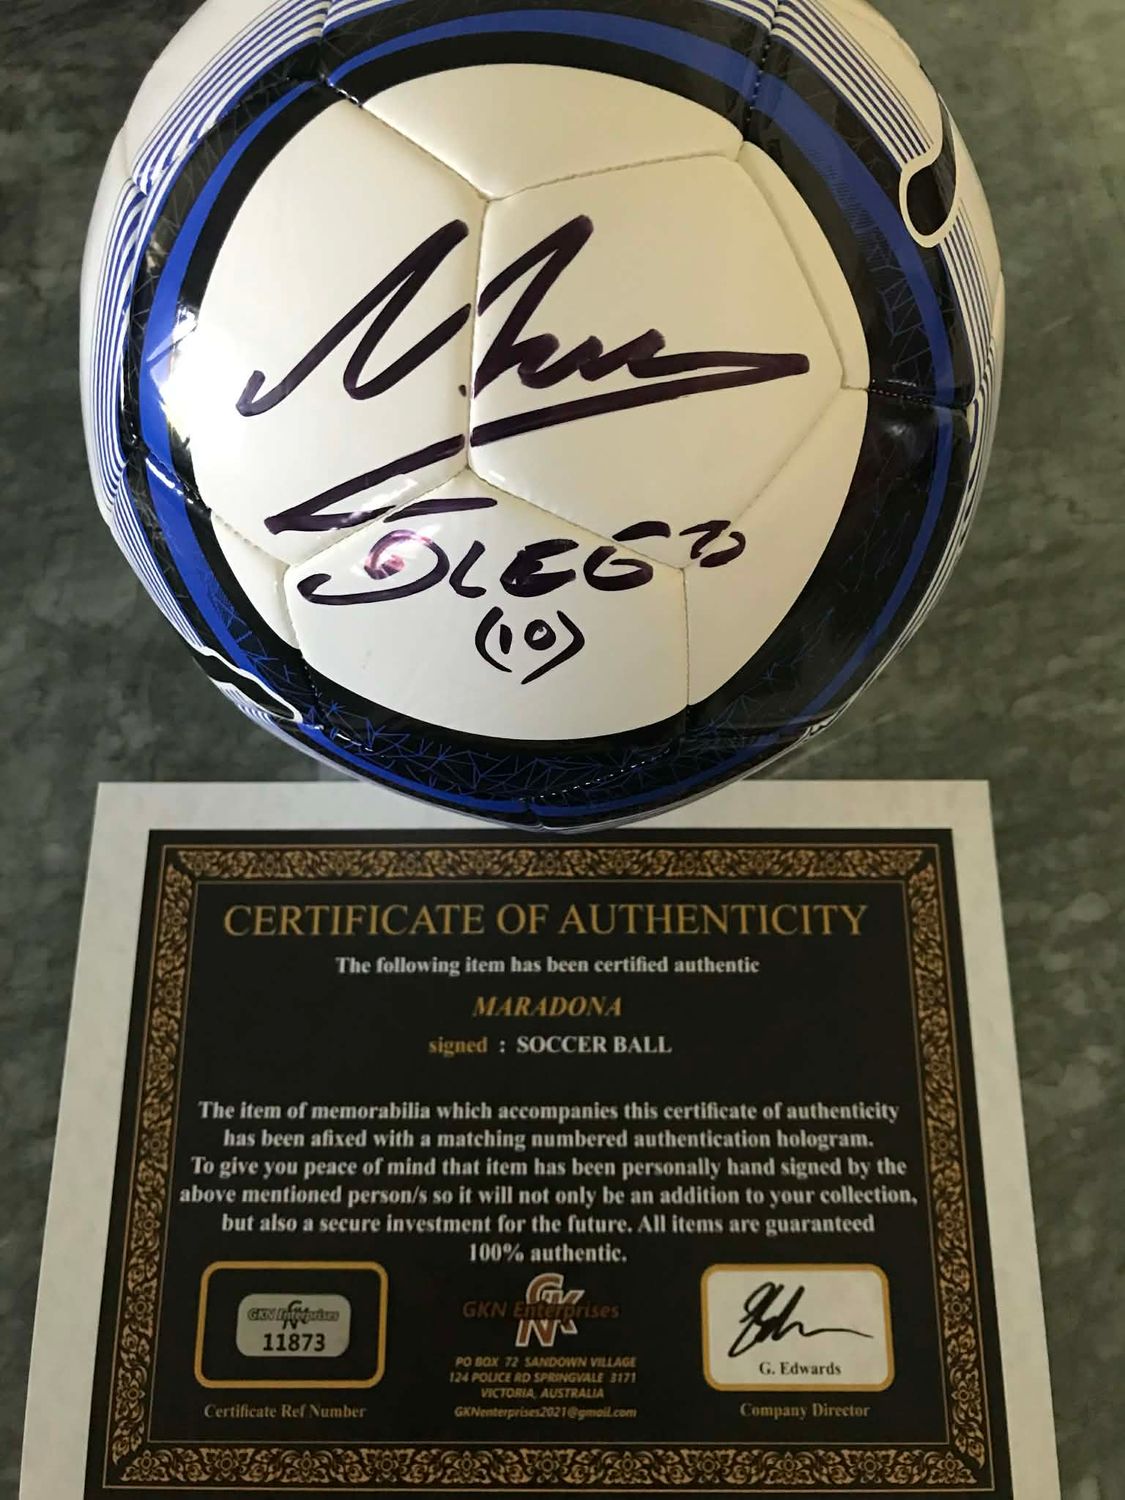 DIEGO
(10)
CERTIFICATE OF AUTHENTICITY
The following item has been certified authentic
MARADONA
signed : SOCCER BALL
The item of memorabilia which accompanies this certificate of authenticity
has been afixed with a matching numbered authentication hologram.
To give you peace of mind that item has been personally hand signed by the
above mentioned person/s so it will not only be an addition to your collection,
but also a secure investment for the future. All items are guaranteed
100% authentic.
GKN Enterprises
11873
Certificate Ref Number
GKN
GKN Enterprises
PO BOX 72 SANDOWN VILLAGE
124 POLICE RD SPRINGVALE 3171
VICTORIA, AUSTRALIA
GKNenterprises2021@gmail.com
G. Edwards
Company Director